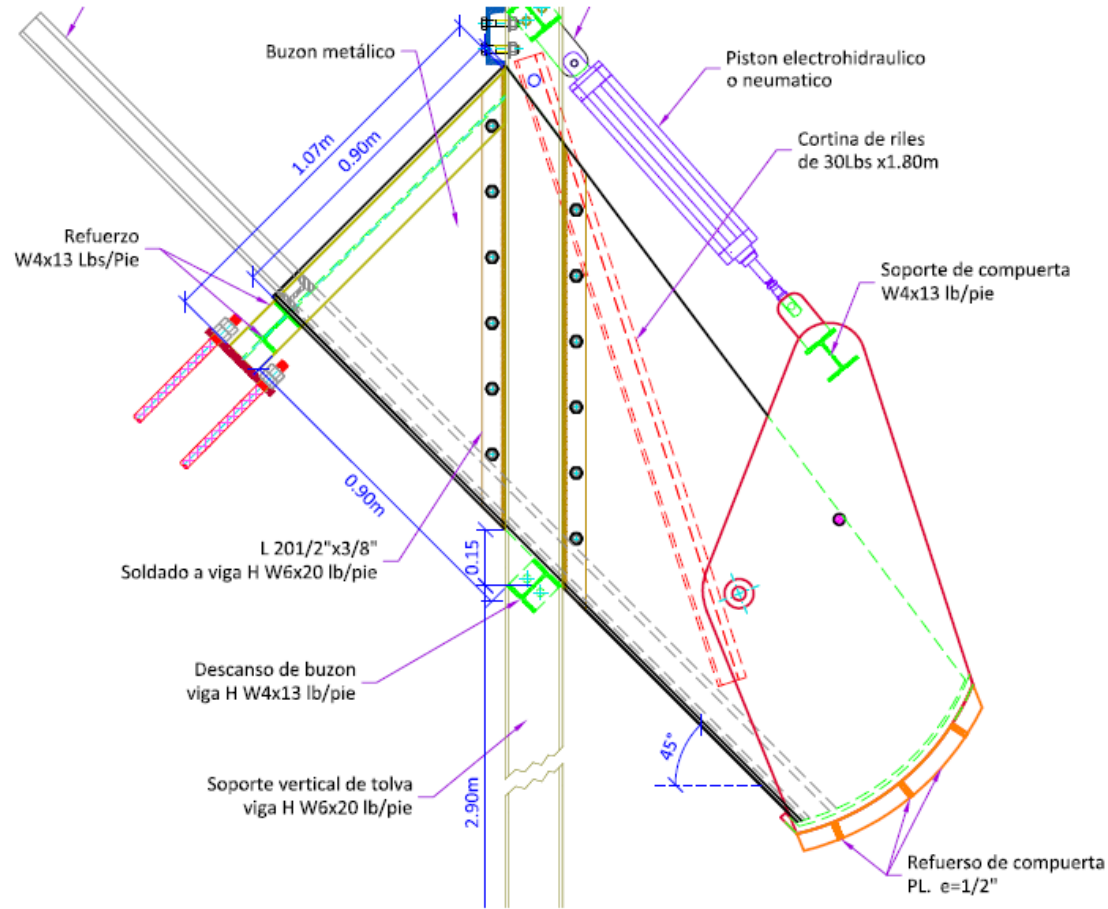 Buzon metálico
Piston electrohidraulico
o neumatico
1.07m
0.90m
Cortina de riles
de 30Lbs x1.80m
Refuerzo
W4x13 Lbs/Pie
Soporte de compuerta
W4x13 lb/pie
0.90m
L 201/2"x3/8"
Soldado a viga H W6x20 lb/pie
0.15
Descanso de buzon
viga H W4x13 lb/pie
45°
Soporte vertical de tolva
viga H W6x20 lb/pie
2.90m
Refuerso de compuerta
PL. e=1/2"